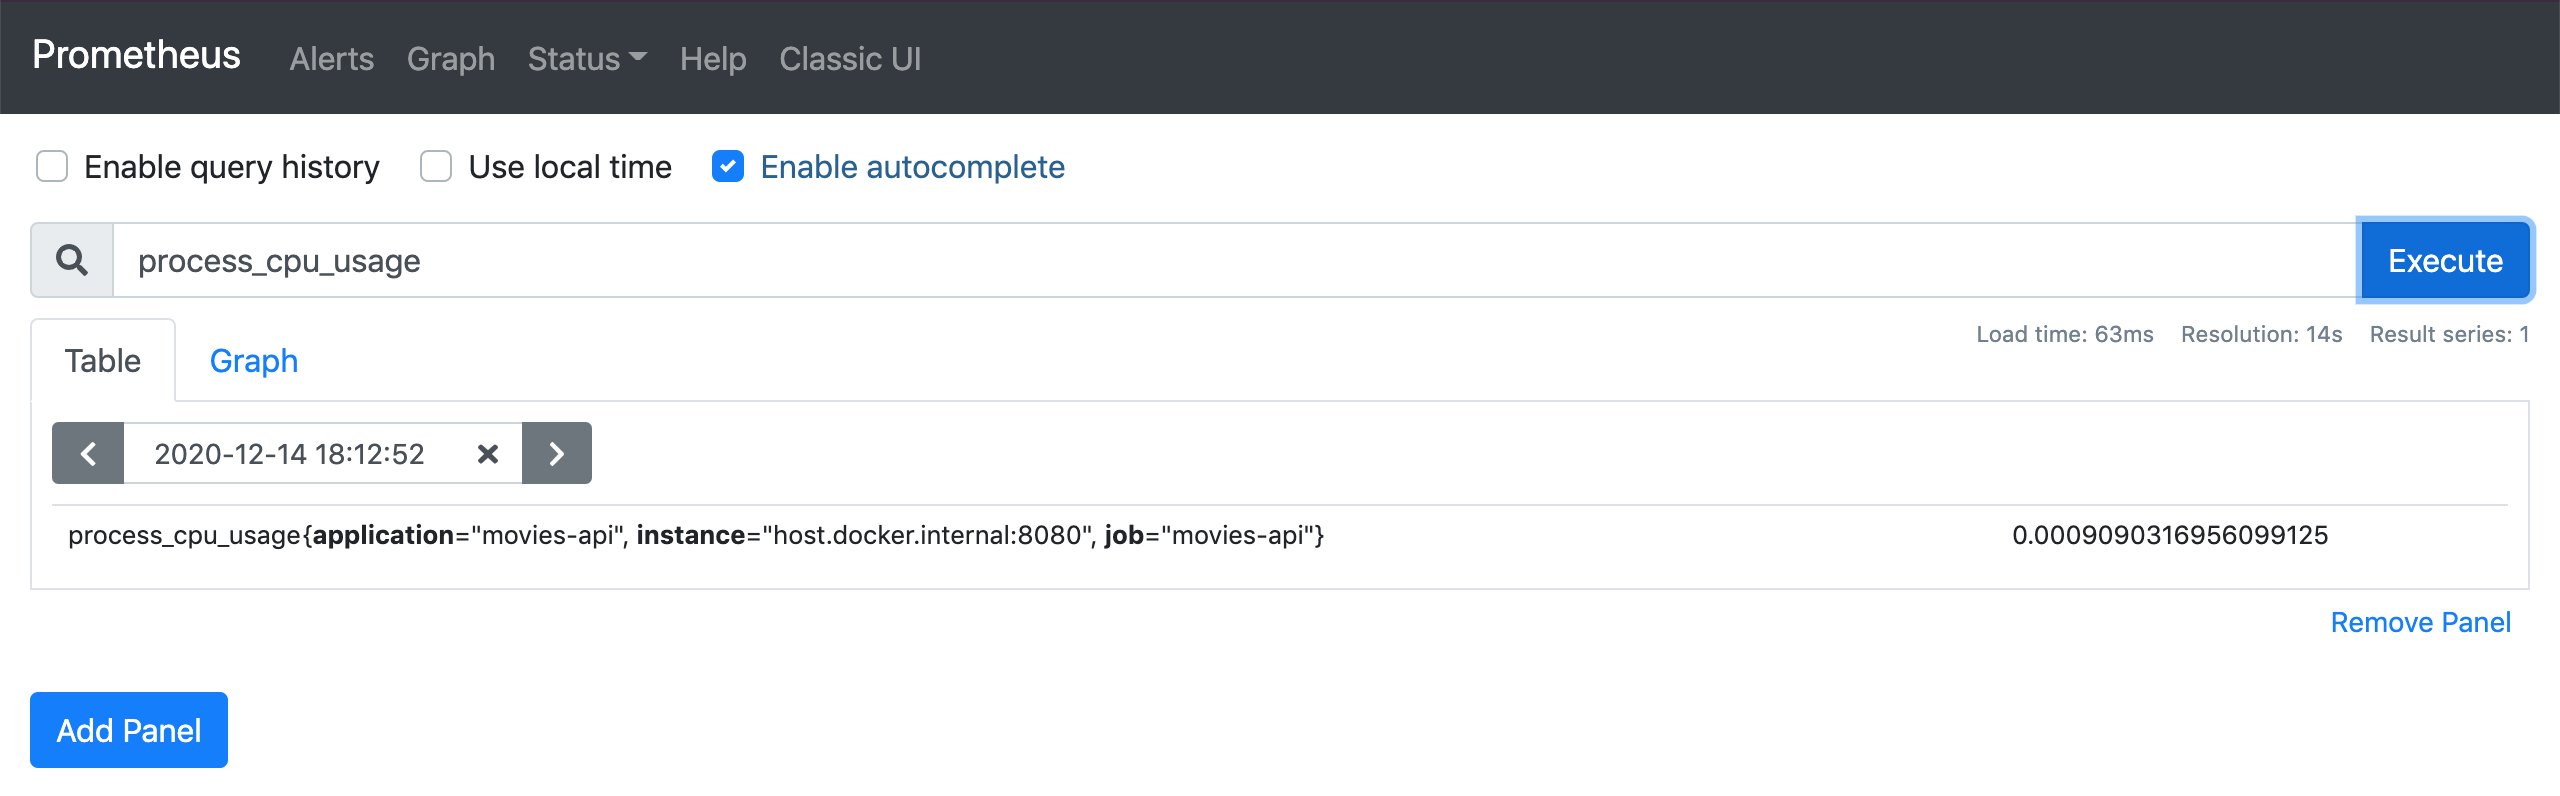 Prometheus Alerts Graph Status Help Classic UI
Enable query history Use local time Enable autocomplete
process_cpu_usage Execute
Load time: 63ms Resolution: 14s Result series: 1
Table Graph
2020-12-14 18:12:52
process_cpu_usage{application="movies-api", instance="host.docker.internal:8080", job="movies-api"} 0.0009090316956099125
Remove Panel
Add Panel